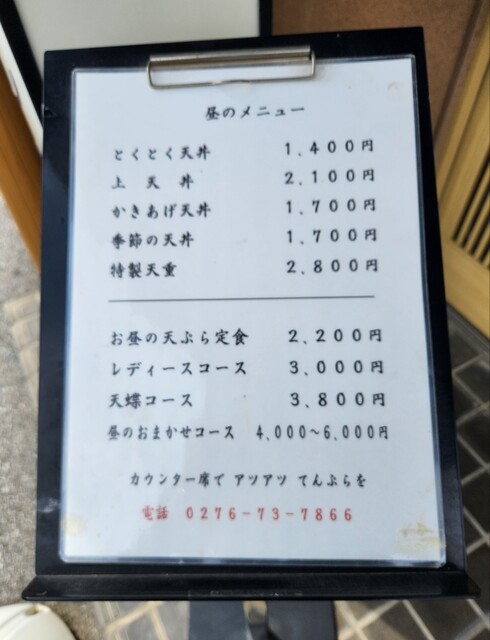 昼のメニュー
とくとく天丼 1,400円
上 天 丼 2,100円
かきあげ天丼 1,700円
季節の天丼 1,700円
特製天重 2,800円
お昼の天ぷら定食 2,200円
レディースコース 3,000円
天蝶コース 3,800円
昼のおまかせコース 4,000〜6,000円
カウンター席で アツアツ てんぷらを
電話 0276-73-7866